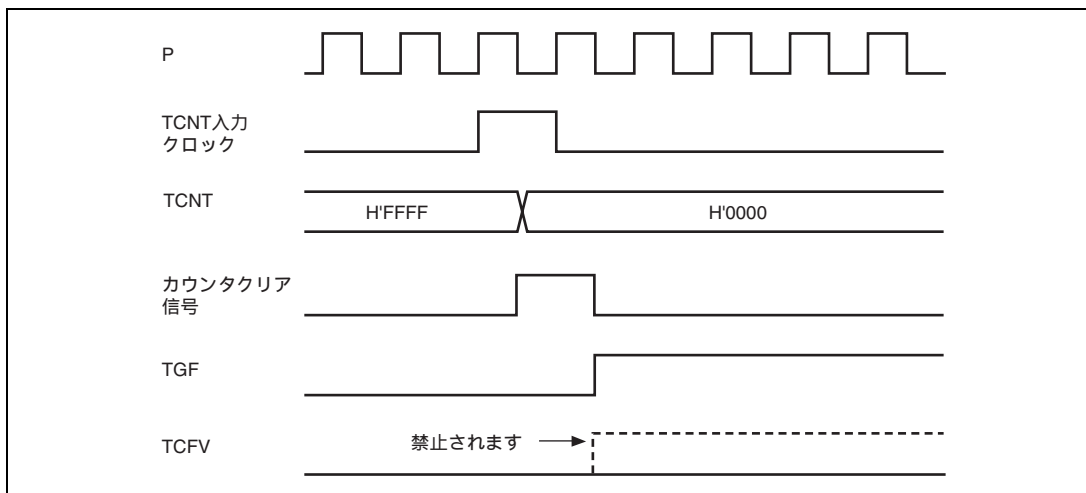 P
TCNT入力
クロック
TCNT
H'FFFF
H'0000
カウンタクリア
信号
TGF
TCFV
禁止されます